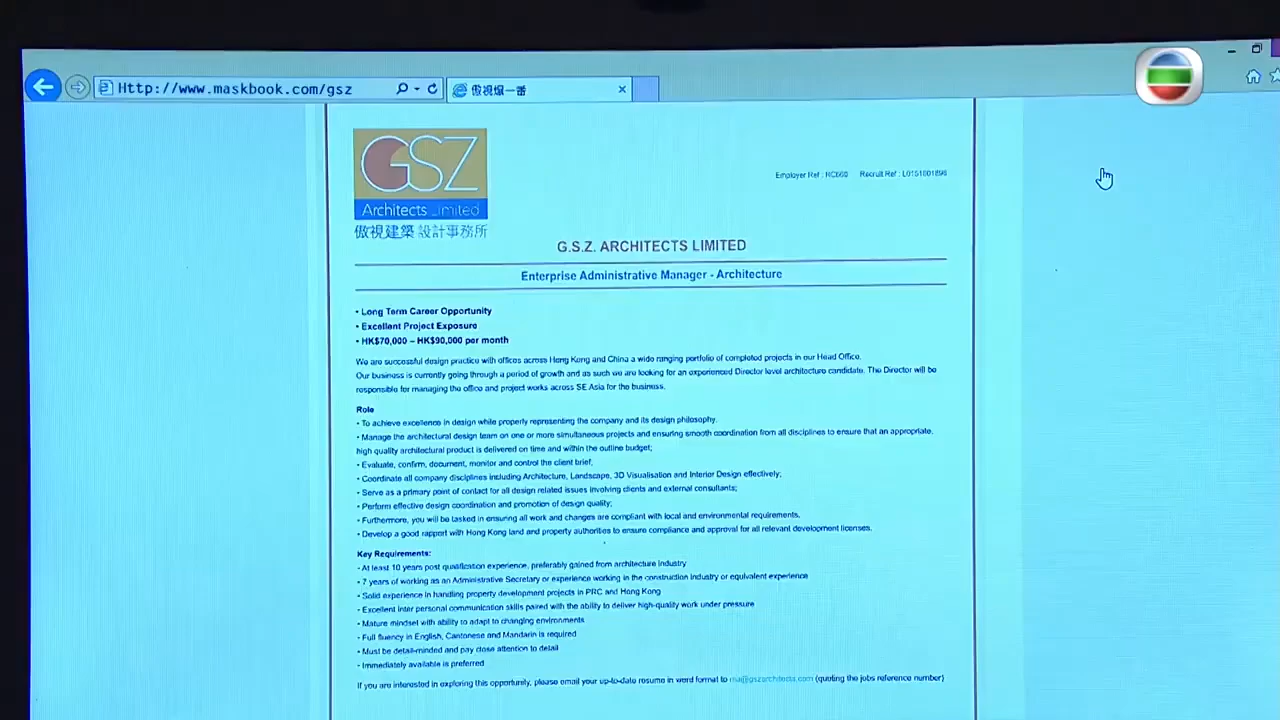 Http://www.maskbook.com/gsz
傲視爆一番
GSZ
Architects Limited
傲視建築 設計事務所
Employer Ref : RC600 Recruit Ref : L0151601896
G.S.Z. ARCHITECTS LIMITED
Enterprise Administrative Manager - Architecture
• Long Term Career Opportunity
• Excellent Project Exposure
• HK$70,000 – HK$90,000 per month
We are successful design practice with offices across Hong Kong and China a wide ranging portfolio of completed projects in our Head Office.
Our business is currently going through a period of growth and as such we are looking for an experienced Director level architecture candidate. The Director will be
responsible for managing the office and project works across SE Asia for the business.
Role
• To achieve excellence in design while property representing the company and its design philosophy.
• Manage the architectural design team on one or more simultaneous projects and ensuring smooth coordination from all disciplines to ensure that an appropriate,
high quality architectural product is delivered on time and within the outline budget;
• Evaluate, confirm, document, monitor and control the client brief,
• Coordinate all company disciplines including Architecture, Landscape, 3D Visualisation and Interior Design effectively;
• Serve as a primary point of contact for all design related issues involving clients and external consultants;
• Perform effective design coordination and promotion of design quality;
• Furthermore, you will be tasked in ensuring all work and changes are compliant with local and environmental requirements.
• Develop a good rapport with Hong Kong land and property authorities to ensure compliance and approval for all relevant development licenses.
Key Requirements:
- At least 10 years post qualification experience, preferably gained from architecture industry
• 7 years of working as an Administrative Secretary or experience working in the construction industry or equivalent experience
• Solid experience in handling property development projects in PRC and Hong Kong
• Excellent inter personal communication skills paired with the ability to deliver high-quality work under pressure
• Mature mindset with ability to adapt to changing environments
• Full fluency in English, Cantonese and Mandarin is required
• Must be detail-minded and pay close attention to detail
• Immediately available is preferred
If you are interested in exploring this opportunity, please email your up-to-date resume in word format to (quoting the jobs reference number)